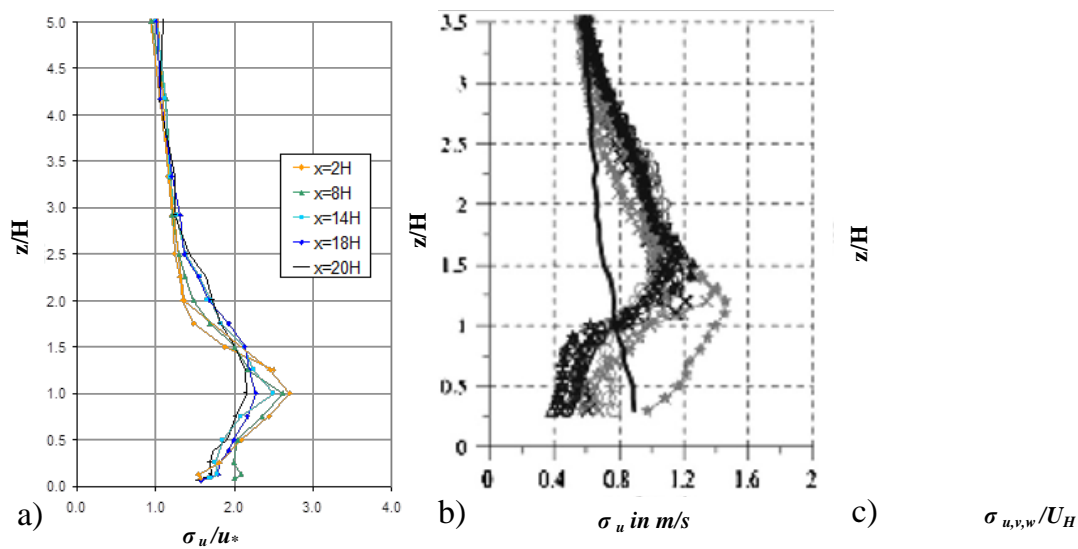 5.0
4.5
4.0
3.5
3.0
2.5
2.0
1.5
1.0
0.5
0.0
z/H
0.0 1.0 2.0 3.0 4.0
x=2H
x=8H
x=14H
x=18H
x=20H
a)
σu/u*
3.5
3
2.5
2
1.5
1
0.5
0
z/H
0 0.4 0.8 1.2 1.6 2
b)
σu in m/s
z/H
c)
σu,v,w/UH